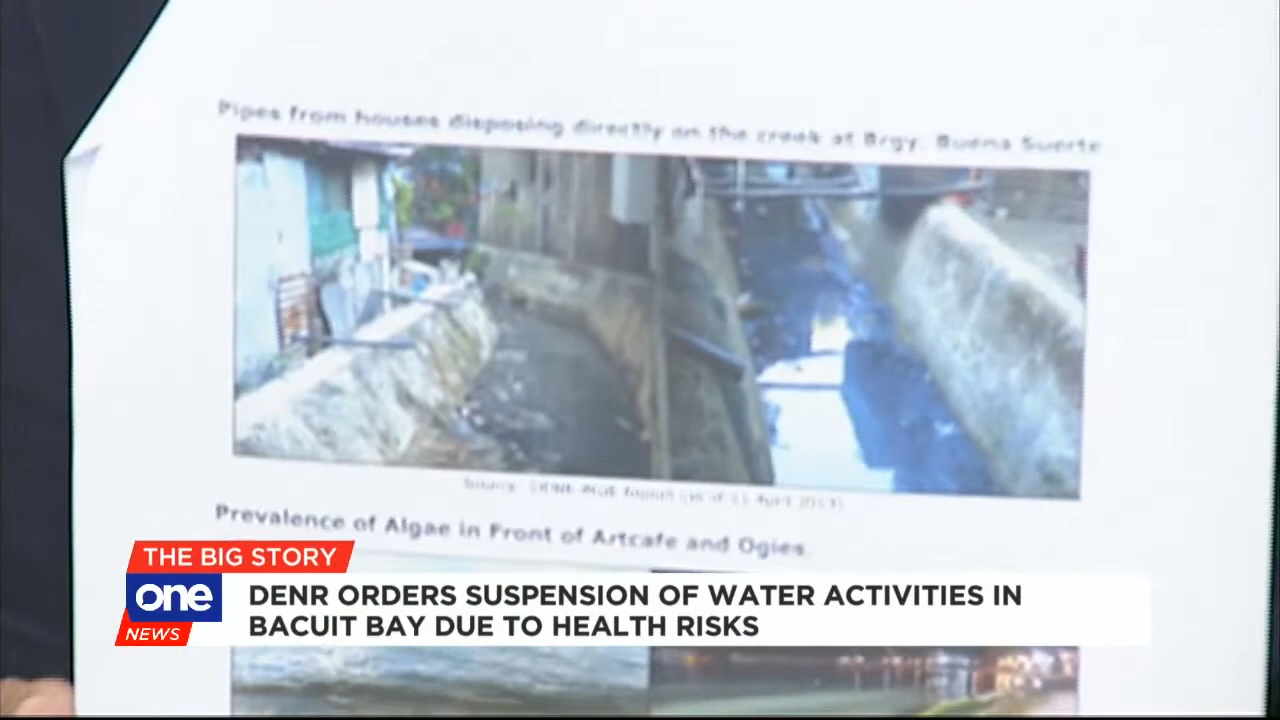 Pipes from houses disposing directly on the creek at Brgy. Buena Suerte
Source: DENR
Prevalence of Algae in Front of Artcafe and Ogies.
THE BIG STORY
one
NEWS
DENR ORDERS SUSPENSION OF WATER ACTIVITIES IN
BACUIT BAY DUE TO HEALTH RISKS